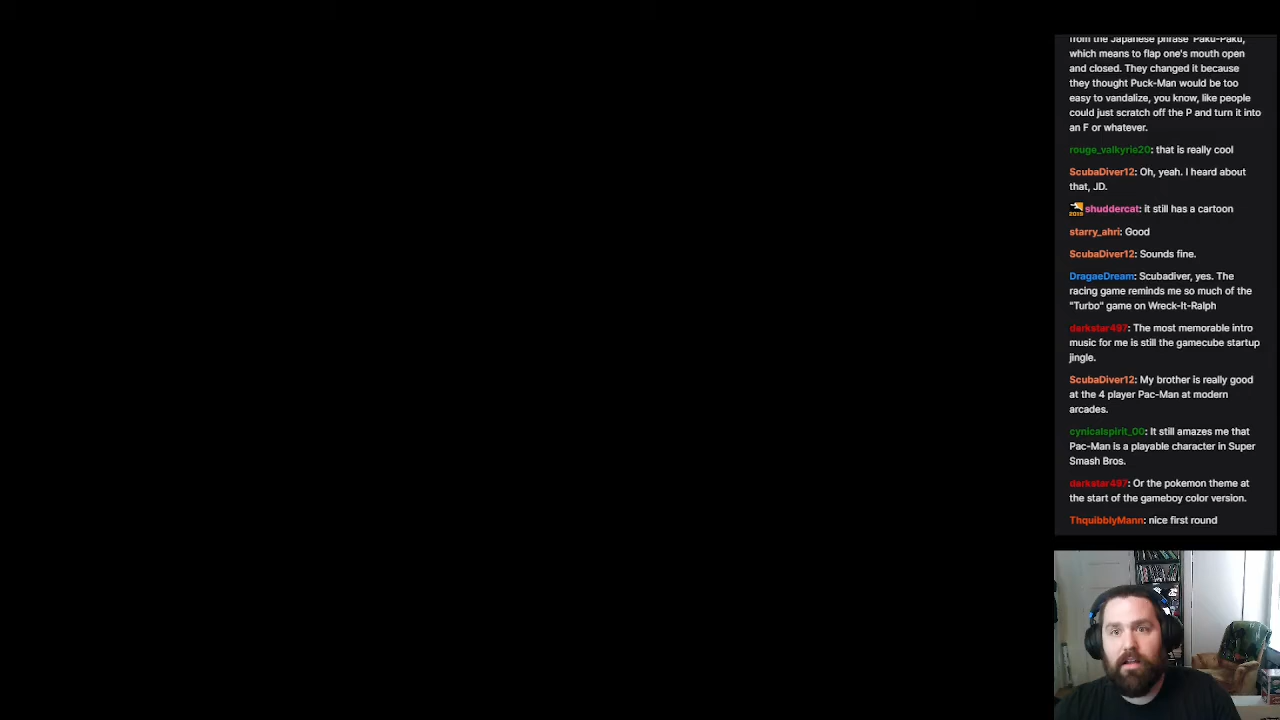 from the Japanese phrase 'Paku-Paku,
which means to flap one's mouth open
and closed. They changed it because
they thought Puck-Man would be too
easy to vandalize, you know, like people
could just scratch off the P and turn it into
an F or whatever.
rouge_valkyrie20: that is really cool
ScubaDiver12: Oh, yeah. I heard about
that, JD.
2019 shuddercat: it still has a cartoon
starry_ahri: Good
ScubaDiver12: Sounds fine.
DragaeDream: Scubadiver, yes. The
racing game reminds me so much of the
"Turbo" game on Wreck-It-Ralph
derkstar497: The most memorable intro
music for me is still the gamecube startup
jingle.
ScubaDiver12: My brother is really good
at the 4 player Pac-Man at modern
arcades.
cynicalspirit_00: It still amazes me that
Pac-Man is a playable character in Super
Smash Bros.
derkstar497: Or the pokemon theme at
the start of the gameboy color version.
ThquibblyMann: nice first round